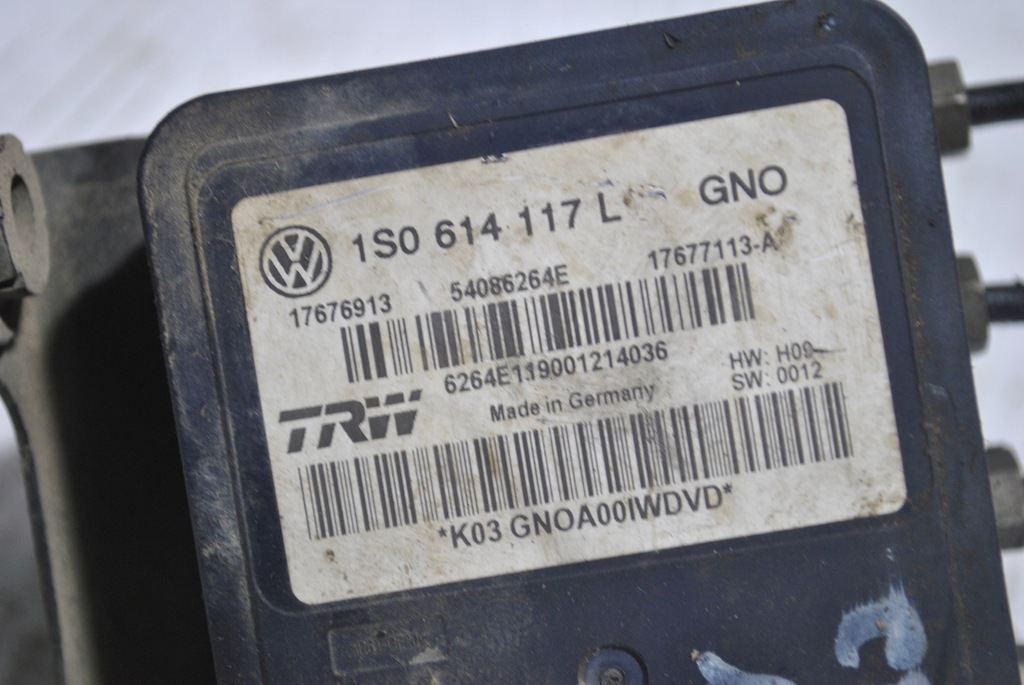 1S0 614 117 L GNO
17676913 54086264E 17677113-A
6264E119001214036 HW: H09
TRW Made in Germany SW: 0012
*K03 GNOA00IWDVD*